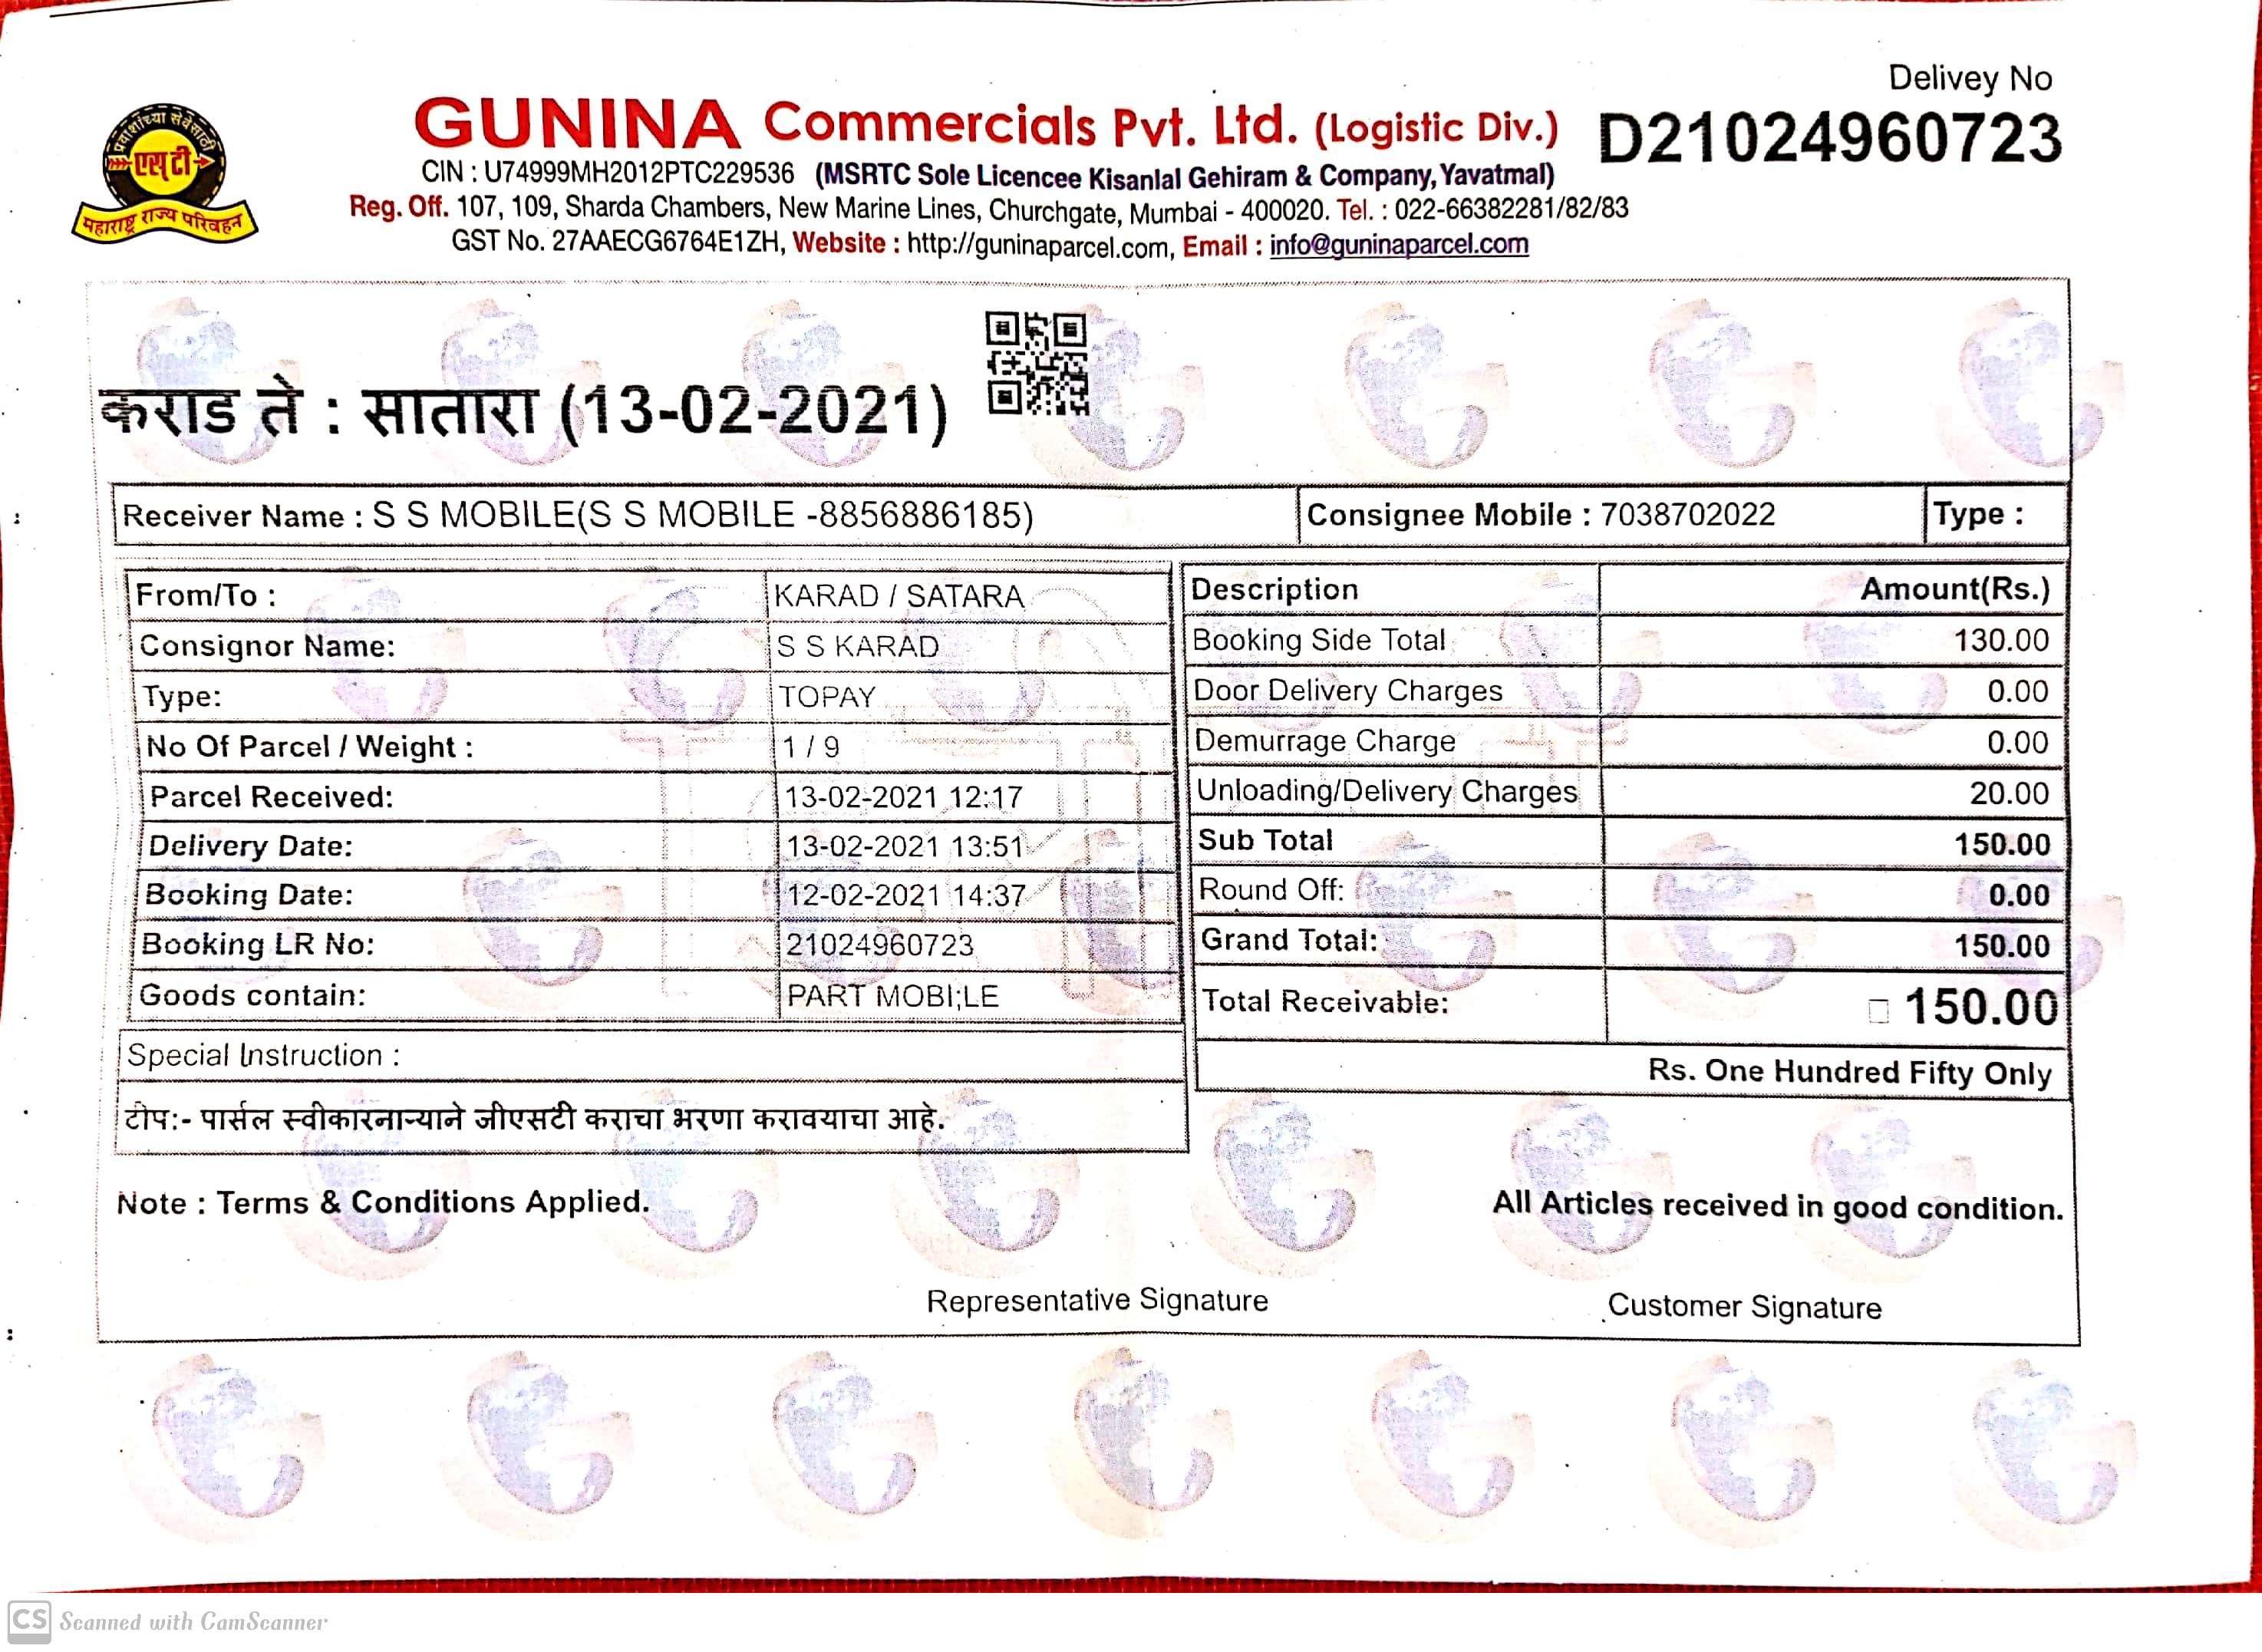 Delivey No
D21024960723
प्रवाशांच्या सेवेसाठी
एस टी
महाराष्ट्र राज्य परिवहन
GUNINA Commercials Pvt. Ltd. (Logistic Div.)
CIN : U74999MH2012PTC229536 (MSRTC Sole Licencee Kisanlal Gehiram & Company, Yavatmal)
Reg. Off. 107, 109, Sharda Chambers, New Marine Lines, Churchgate, Mumbai - 400020. Tel. : 022-66382281/82/83
GST No. 27AAECG6764E1ZH, Website : http://guninaparcel.com, Email : info@guninaparcel.com
कराड ते : सातारा (13-02-2021)
Receiver Name : S S MOBILE(S S MOBILE -8856886185) Consignee Mobile : 7038702022 Type :
From/To : KARAD / SATARA
Consignor Name: S S KARAD
Type: TOPAY
No Of Parcel / Weight : 1 / 9
Parcel Received: 13-02-2021 12:17
Delivery Date: 13-02-2021 13:51
Booking Date: 12-02-2021 14:37
Booking LR No: 21024960723
Goods contain: PART MOBI;LE
Special Instruction :
टीप:- पार्सल स्वीकारनाऱ्याने जीएसटी कराचा भरणा करावयाचा आहे.
Description Amount(Rs.)
Booking Side Total 130.00
Door Delivery Charges 0.00
Demurrage Charge 0.00
Unloading/Delivery Charges 20.00
Sub Total 150.00
Round Off: 0.00
Grand Total: 150.00
Total Receivable: 150.00
Rs. One Hundred Fifty Only
Note : Terms & Conditions Applied.
All Articles received in good condition.
Representative Signature
Customer Signature
CS Scanned with CamScanner